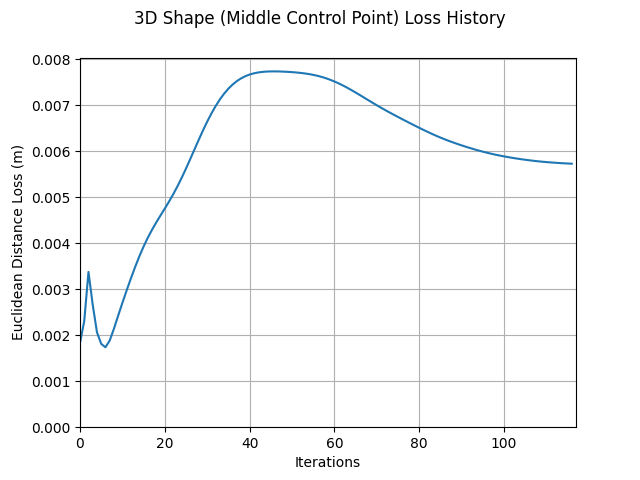 3D Shape (Middle Control Point) Loss History
0.008
0.007
0.006
0.005
0.004
0.003
0.002
0.001
0.000
Euclidean Distance Loss (m)
0 20 40 60 80 100
Iterations